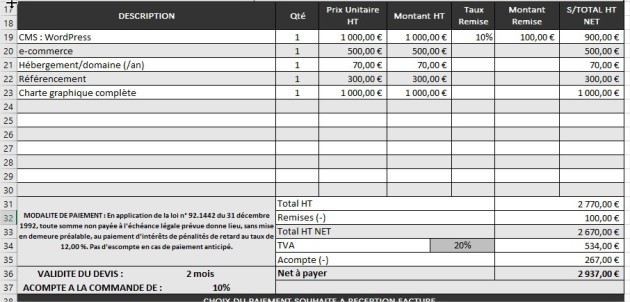 17 DESCRIPTION Qté Prix Unitaire HT Montant HT Taux Remise Montant Remise S/TOTAL HT NET
18
19 CMS : WordPress 1 1 000,00 € 1 000,00 € 10% 100,00 € 900,00 €
20 e-commerce 1 500,00 € 500,00 € 500,00 €
21 Hébergement/domaine (/an) 1 70,00 € 70,00 € 70,00 €
22 Référencement 1 300,00 € 300,00 € 300,00 €
23 Charte graphique complète 1 1 000,00 € 1 000,00 € 1 000,00 €
24
25
26
27
28
29
30
31 Total HT 2 770,00 €
MODALITE DE PAIEMENT : En application de la loi n° 92.1442 du 31 décembre
32 Remises (-) 100,00 €
1992, toute somme non payée à l'échéance légale prévue donne lieu, sans mise
33 Total HT NET 2 670,00 €
en demeure préalable, au paiement d'intérêts de pénalités de retard au taux de
34 TVA 20% 534,00 €
12,00 %. Pas d'escompte en cas de paiement anticipé.
35 Acompte (-) 267,00 €
36 VALIDITE DU DEVIS : 2 mois Net à payer 2 937,00 €
37 ACOMPTE A LA COMMANDE DE : 10%
38 CHOIX DU PAIEMENT SOUHAITE A RECEPTION FACTURE